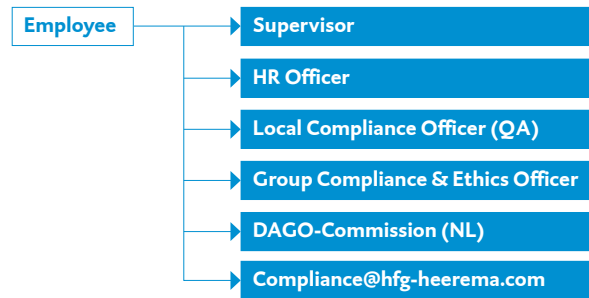 Employee
Supervisor
HR Officer
Local Compliance Officer (QA)
Group Compliance & Ethics Officer
DAGO-Commission (NL)
Compliance@hfg-heerema.com